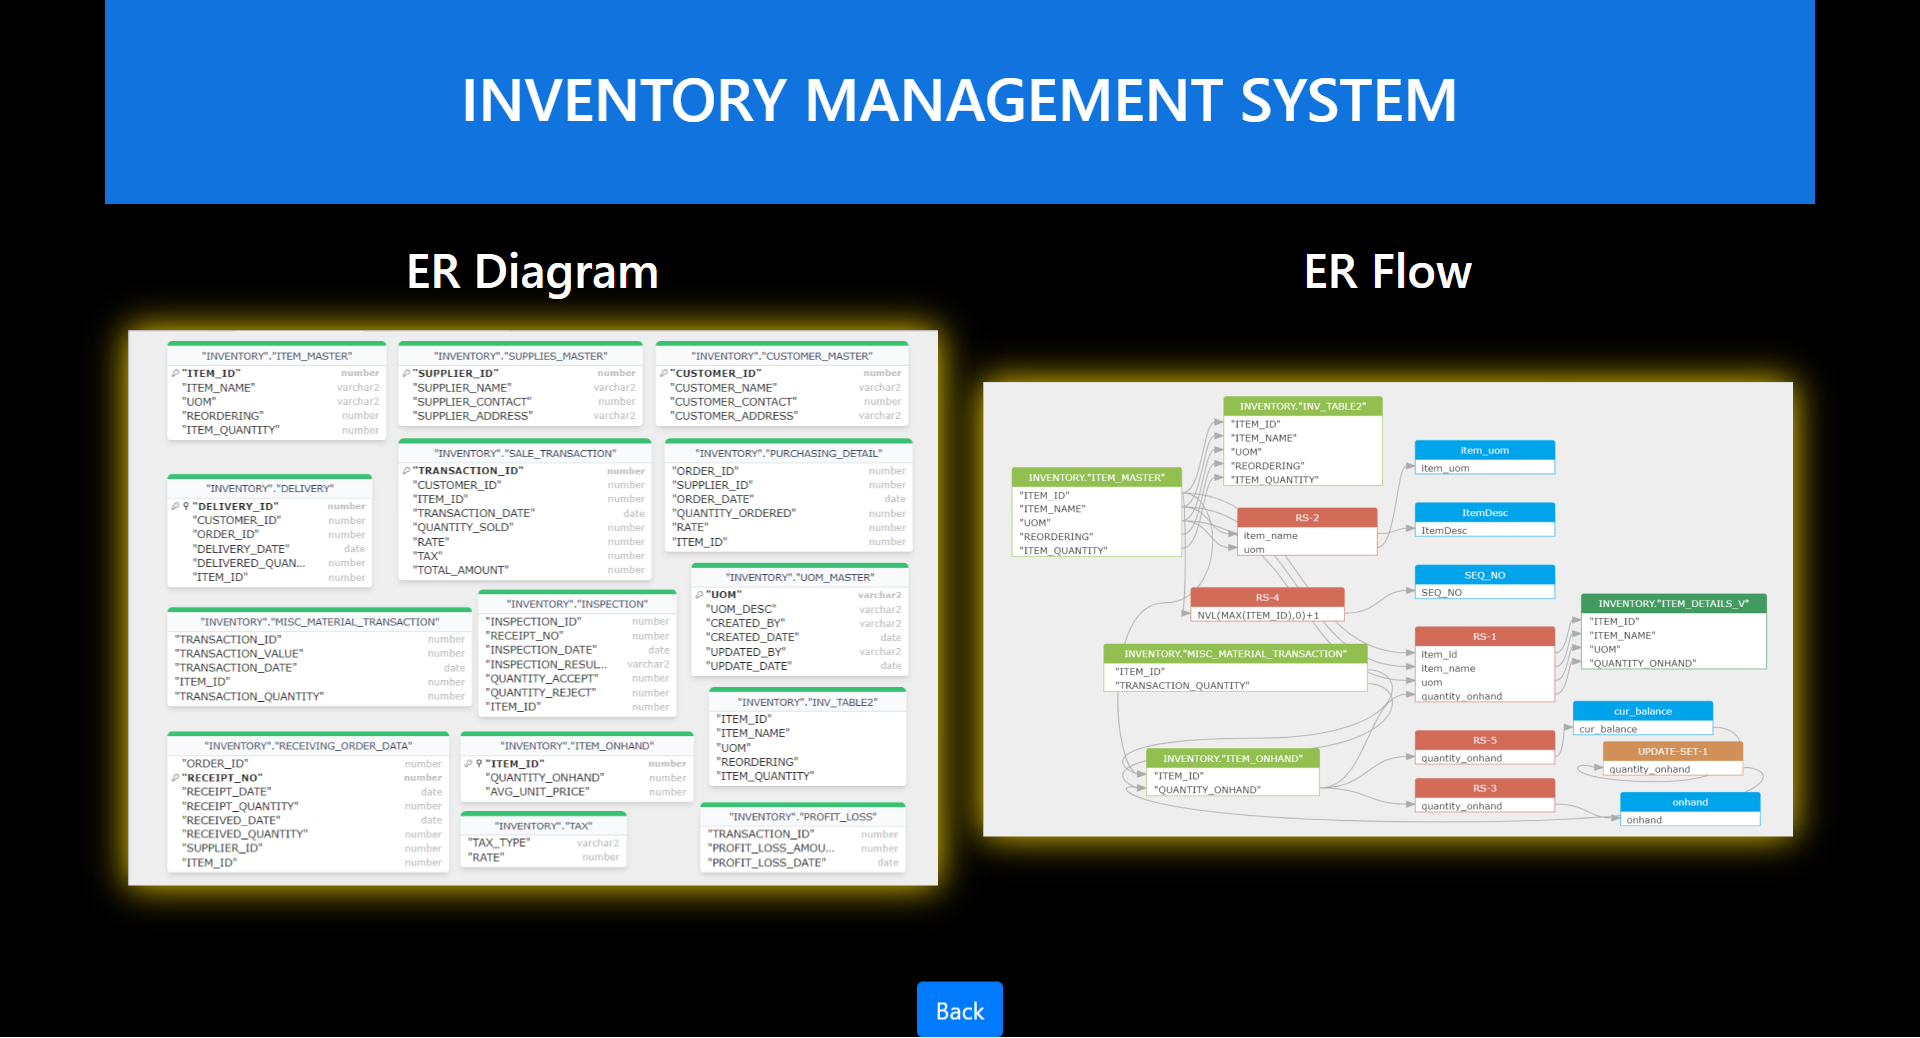 INVENTORY MANAGEMENT SYSTEM
ER Diagram
"INVENTORY"."ITEM_MASTER"
"ITEM_ID" number
"ITEM_NAME" varchar2
"UOM" varchar2
"REORDERING" number
"ITEM_QUANTITY" number
"INVENTORY"."SUPPLIES_MASTER"
"SUPPLIER_ID" number
"SUPPLIER_NAME" varchar2
"SUPPLIER_CONTACT" number
"SUPPLIER_ADDRESS" varchar2
"INVENTORY"."CUSTOMER_MASTER"
"CUSTOMER_ID" number
"CUSTOMER_NAME" varchar2
"CUSTOMER_CONTACT" number
"CUSTOMER_ADDRESS" varchar2
"INVENTORY"."DELIVERY"
"DELIVERY_ID" number
"CUSTOMER_ID" number
"ORDER_ID" number
"DELIVERY_DATE" date
"DELIVERED_QUAN... number
"ITEM_ID" number
"INVENTORY"."SALE_TRANSACTION"
"TRANSACTION_ID" number
"CUSTOMER_ID" number
"ITEM_ID" number
"TRANSACTION_DATE" date
"QUANTITY_SOLD" number
"RATE" number
"TAX" number
"TOTAL_AMOUNT" number
"INVENTORY"."PURCHASING_DETAIL"
"ORDER_ID" number
"SUPPLIER_ID" number
"ORDER_DATE" date
"QUANTITY_ORDERED" number
"RATE" number
"ITEM_ID" number
"INVENTORY"."MISC_MATERIAL_TRANSACTION"
"TRANSACTION_ID" number
"TRANSACTION_VALUE" number
"TRANSACTION_DATE" date
"ITEM_ID" number
"TRANSACTION_QUANTITY" number
"INVENTORY"."INSPECTION"
"INSPECTION_ID" number
"RECEIPT_NO" number
"INSPECTION_DATE" date
"INSPECTION_RESUL... varchar2
"QUANTITY_ACCEPT" number
"QUANTITY_REJECT" number
"ITEM_ID" number
"INVENTORY"."UOM_MASTER"
"UOM" varchar2
"UOM_DESC" varchar2
"CREATED_BY" varchar2
"CREATED_DATE" date
"UPDATED_BY" varchar2
"UPDATE_DATE" date
"INVENTORY"."INV_TABLE2"
"ITEM_ID"
"ITEM_NAME"
"UOM"
"REORDERING"
"ITEM_QUANTITY"
"INVENTORY"."RECEIVING_ORDER_DATA"
"ORDER_ID" number
"RECEIPT_NO" number
"RECEIPT_DATE" date
"RECEIPT_QUANTITY" number
"RECEIVED_DATE" date
"RECEIVED_QUANTITY" number
"SUPPLIER_ID" number
"ITEM_ID" number
"INVENTORY"."ITEM_ONHAND"
"ITEM_ID" number
"QUANTITY_ONHAND" number
"AVG_UNIT_PRICE" number
"INVENTORY"."TAX"
"TAX_TYPE" varchar2
"RATE" number
"INVENTORY"."PROFIT_LOSS"
"TRANSACTION_ID" number
"PROFIT_LOSS_AMOU... number
"PROFIT_LOSS_DATE" date
ER Flow
INVENTORY."INV_TABLE2"
"ITEM_ID"
"ITEM_NAME"
"UOM"
"REORDERING"
"ITEM_QUANTITY"
INVENTORY."ITEM_MASTER"
"ITEM_ID"
"ITEM_NAME"
"UOM"
"REORDERING"
"ITEM_QUANTITY"
item_uom
item_uom
RS-2
item_name
uom
ItemDesc
ItemDesc
SEQ_NO
SEQ_NO
RS-4
NVL(MAX(ITEM_ID),0)+1
INVENTORY."ITEM_DETAILS_V"
"ITEM_ID"
"ITEM_NAME"
"UOM"
"QUANTITY_ONHAND"
RS-1
item_id
item_name
uom
quantity_onhand
INVENTORY."MISC_MATERIAL_TRANSACTION"
"ITEM_ID"
"TRANSACTION_QUANTITY"
cur_balance
cur_balance
RS-5
quantity_onhand
UPDATE-SET-1
quantity_onhand
INVENTORY."ITEM_ONHAND"
"ITEM_ID"
"QUANTITY_ONHAND"
RS-3
quantity_onhand
onhand
onhand
Back